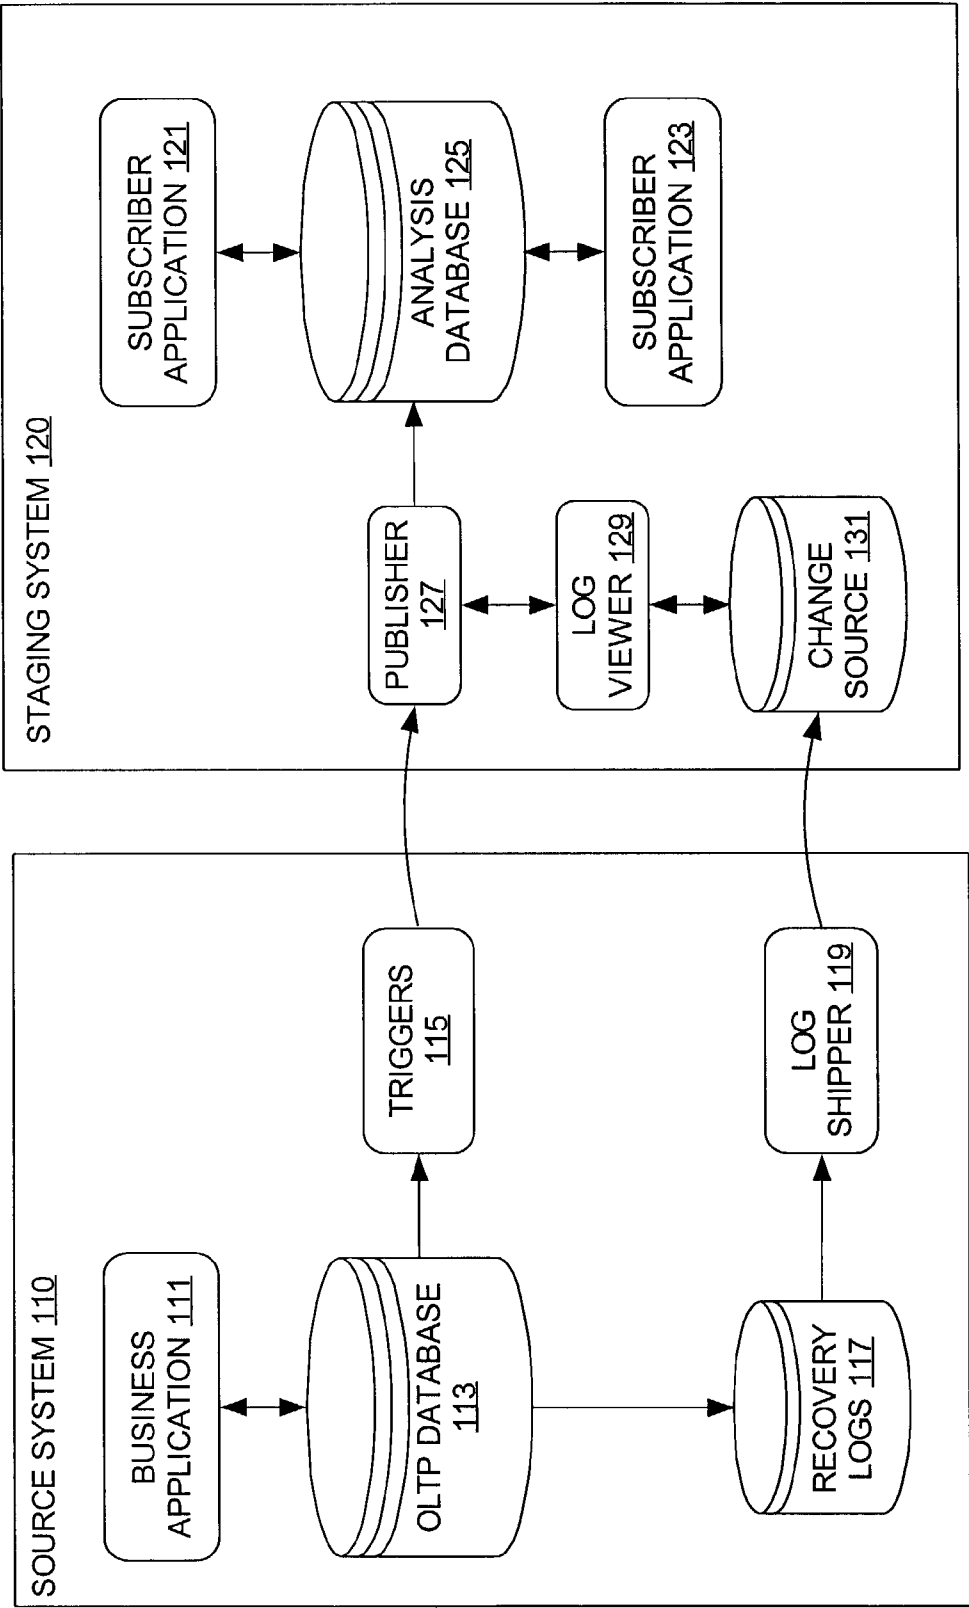 SOURCE SYSTEM 110
BUSINESS
APPLICATION 111
OLTP DATABASE
113
TRIGGERS
115
RECOVERY
LOGS 117
LOG
SHIPPER 119
STAGING SYSTEM 120
SUBSCRIBER
APPLICATION 121
PUBLISHER
127
ANALYSIS
DATABASE 125
LOG
VIEWER 129
SUBSCRIBER
APPLICATION 123
CHANGE
SOURCE 131